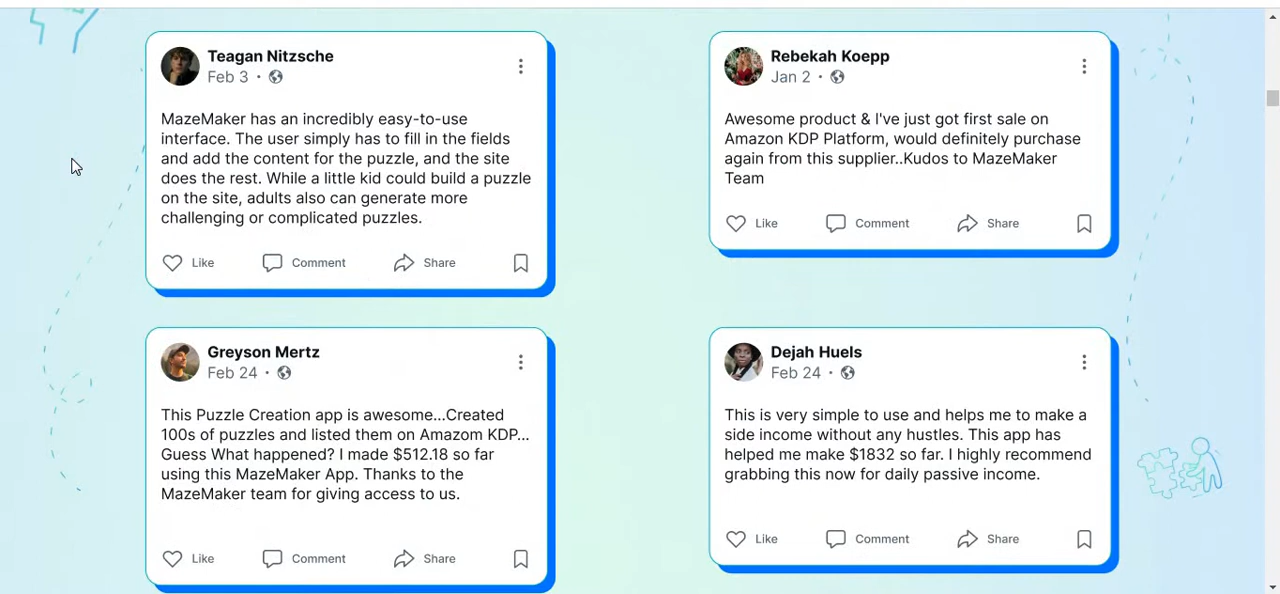 Teagan Nitzsche
Feb 3 •
MazeMaker has an incredibly easy-to-use
interface. The user simply has to fill in the fields
and add the content for the puzzle, and the site
does the rest. While a little kid could build a puzzle
on the site, adults also can generate more
challenging or complicated puzzles.
Like Comment Share
Rebekah Koepp
Jan 2 •
Awesome product & I've just got first sale on
Amazon KDP Platform, would definitely purchase
again from this supplier..Kudos to MazeMaker
Team
Like Comment Share
Greyson Mertz
Feb 24 •
This Puzzle Creation app is awesome...Created
100s of puzzles and listed them on Amazom KDP...
Guess What happened? I made $512.18 so far
using this MazeMaker App. Thanks to the
MazeMaker team for giving access to us.
Like Comment Share
Dejah Huels
Feb 24 •
This is very simple to use and helps me to make a
side income without any hustles. This app has
helped me make $1832 so far. I highly recommend
grabbing this now for daily passive income.
Like Comment Share